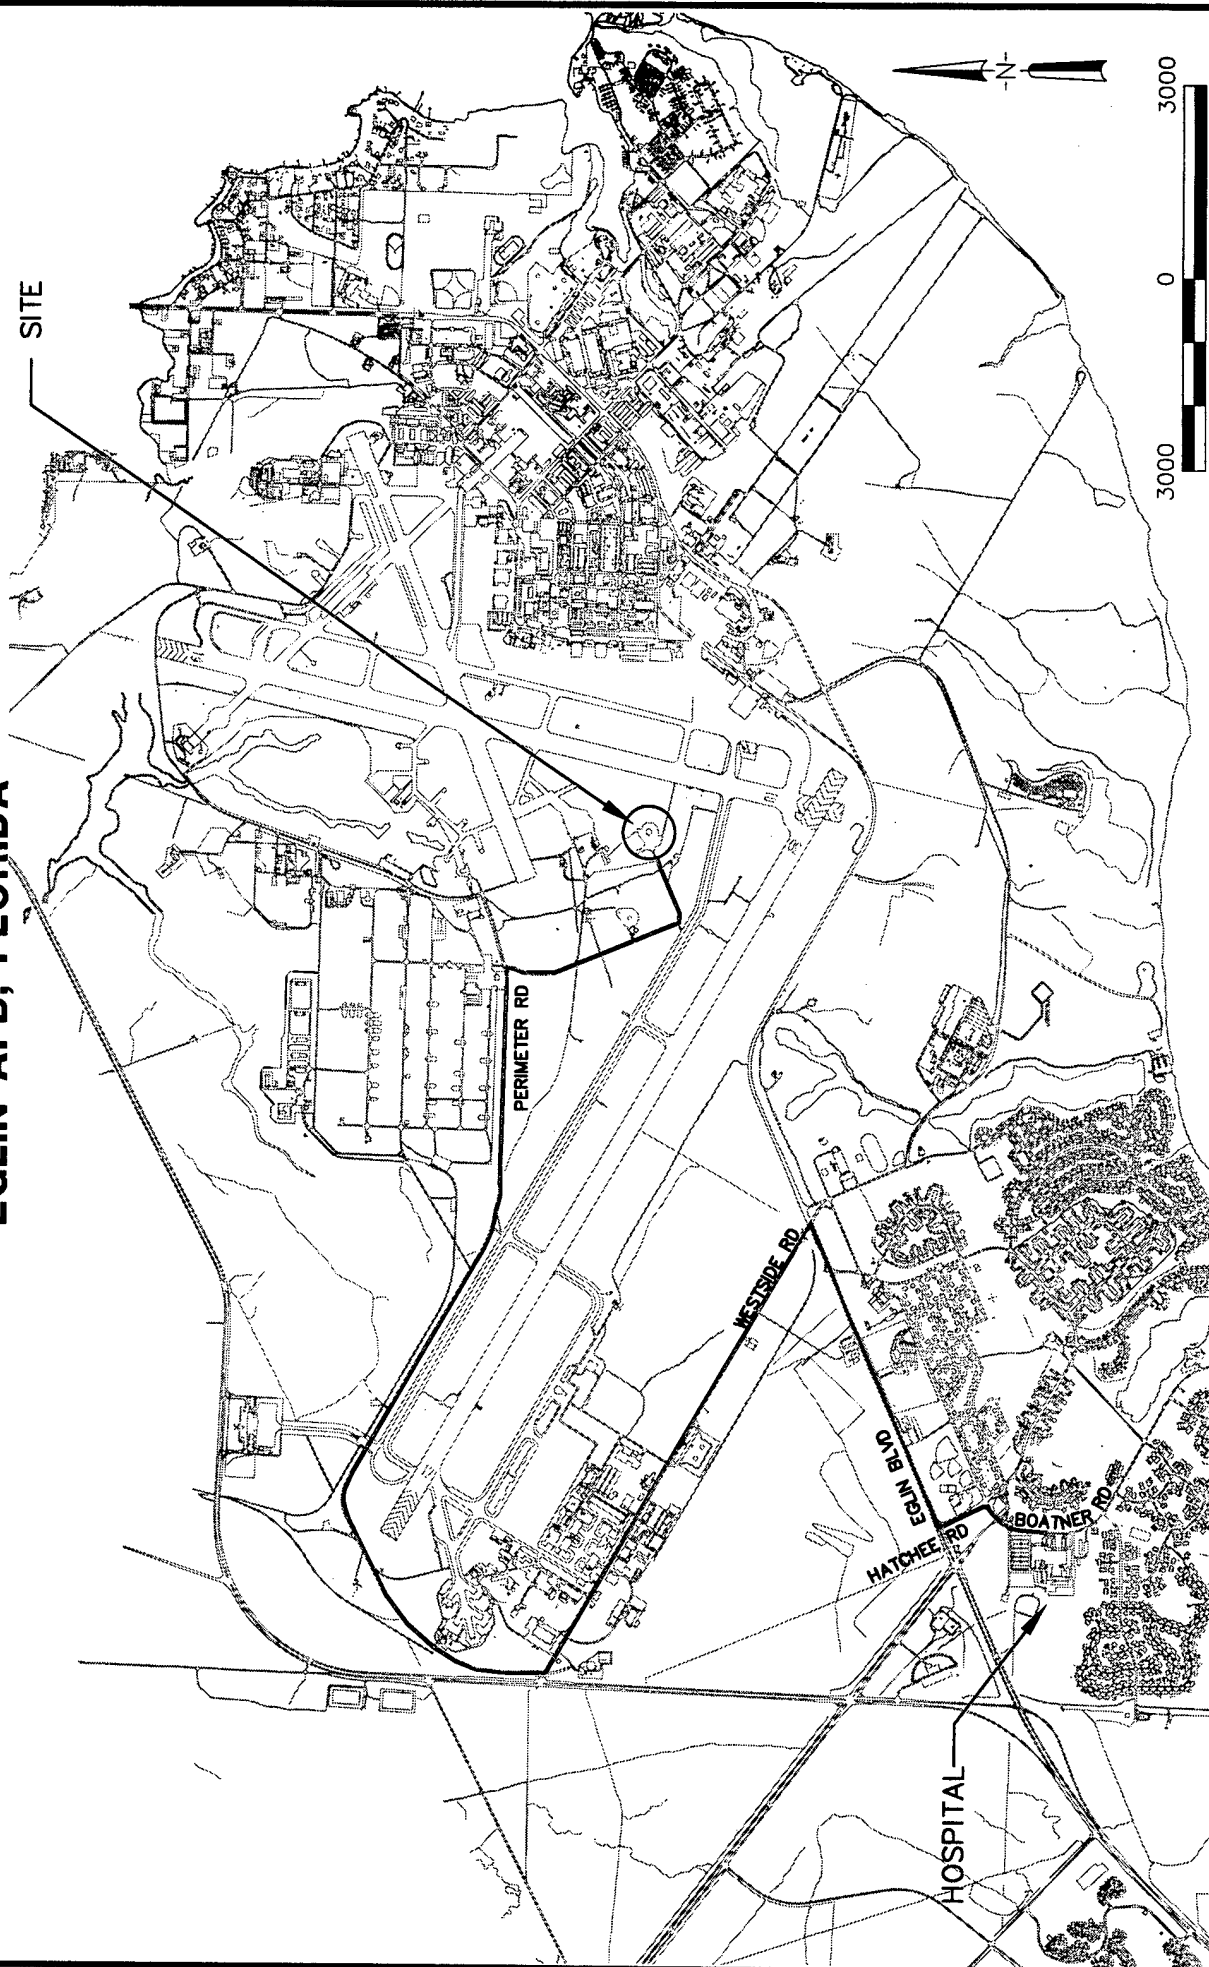 EGLIN AFB, FLORIDA
SITE
-N-
PERIMETER RD
WESTSIDE RD
EGLIN BLVD
HATCHEE RD
BOATNER RD
HOSPITAL
3000
0
3000